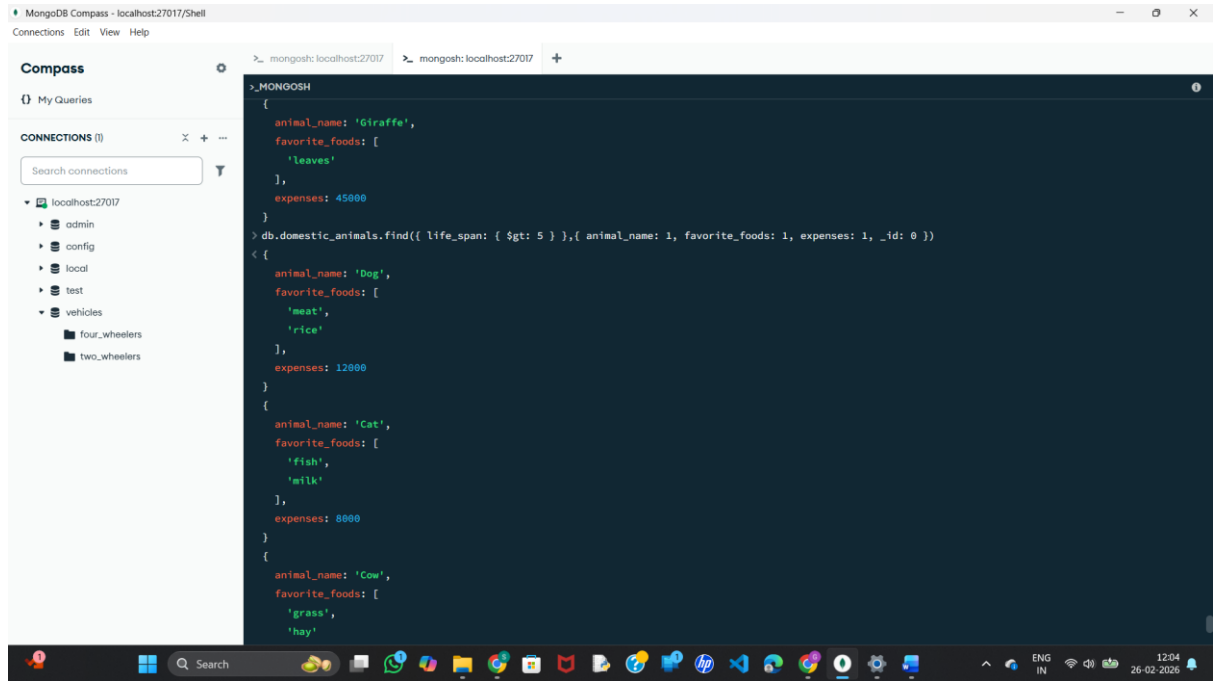 MongoDB Compass - localhost:27017/Shell
Connections Edit View Help
Compass
{} My Queries
CONNECTIONS (1)
Search connections
localhost:27017
admin
config
local
test
vehicles
four_wheelers
two_wheelers
>_ mongosh: localhost:27017 >_ mongosh: localhost:27017 +
>_MONGOSH
{
animal_name: 'Giraffe',
favorite_foods: [
'leaves'
],
expenses: 45000
}
> db.domestic_animals.find({ life_span: { $gt: 5 } },{ animal_name: 1, favorite_foods: 1, expenses: 1, _id: 0 })
< {
animal_name: 'Dog',
favorite_foods: [
'meat',
'rice'
],
expenses: 12000
}
{
animal_name: 'Cat',
favorite_foods: [
'fish',
'milk'
],
expenses: 8000
}
{
animal_name: 'Cow',
favorite_foods: [
'grass',
'hay'
Search
ENG
IN
12:04
26-02-2026